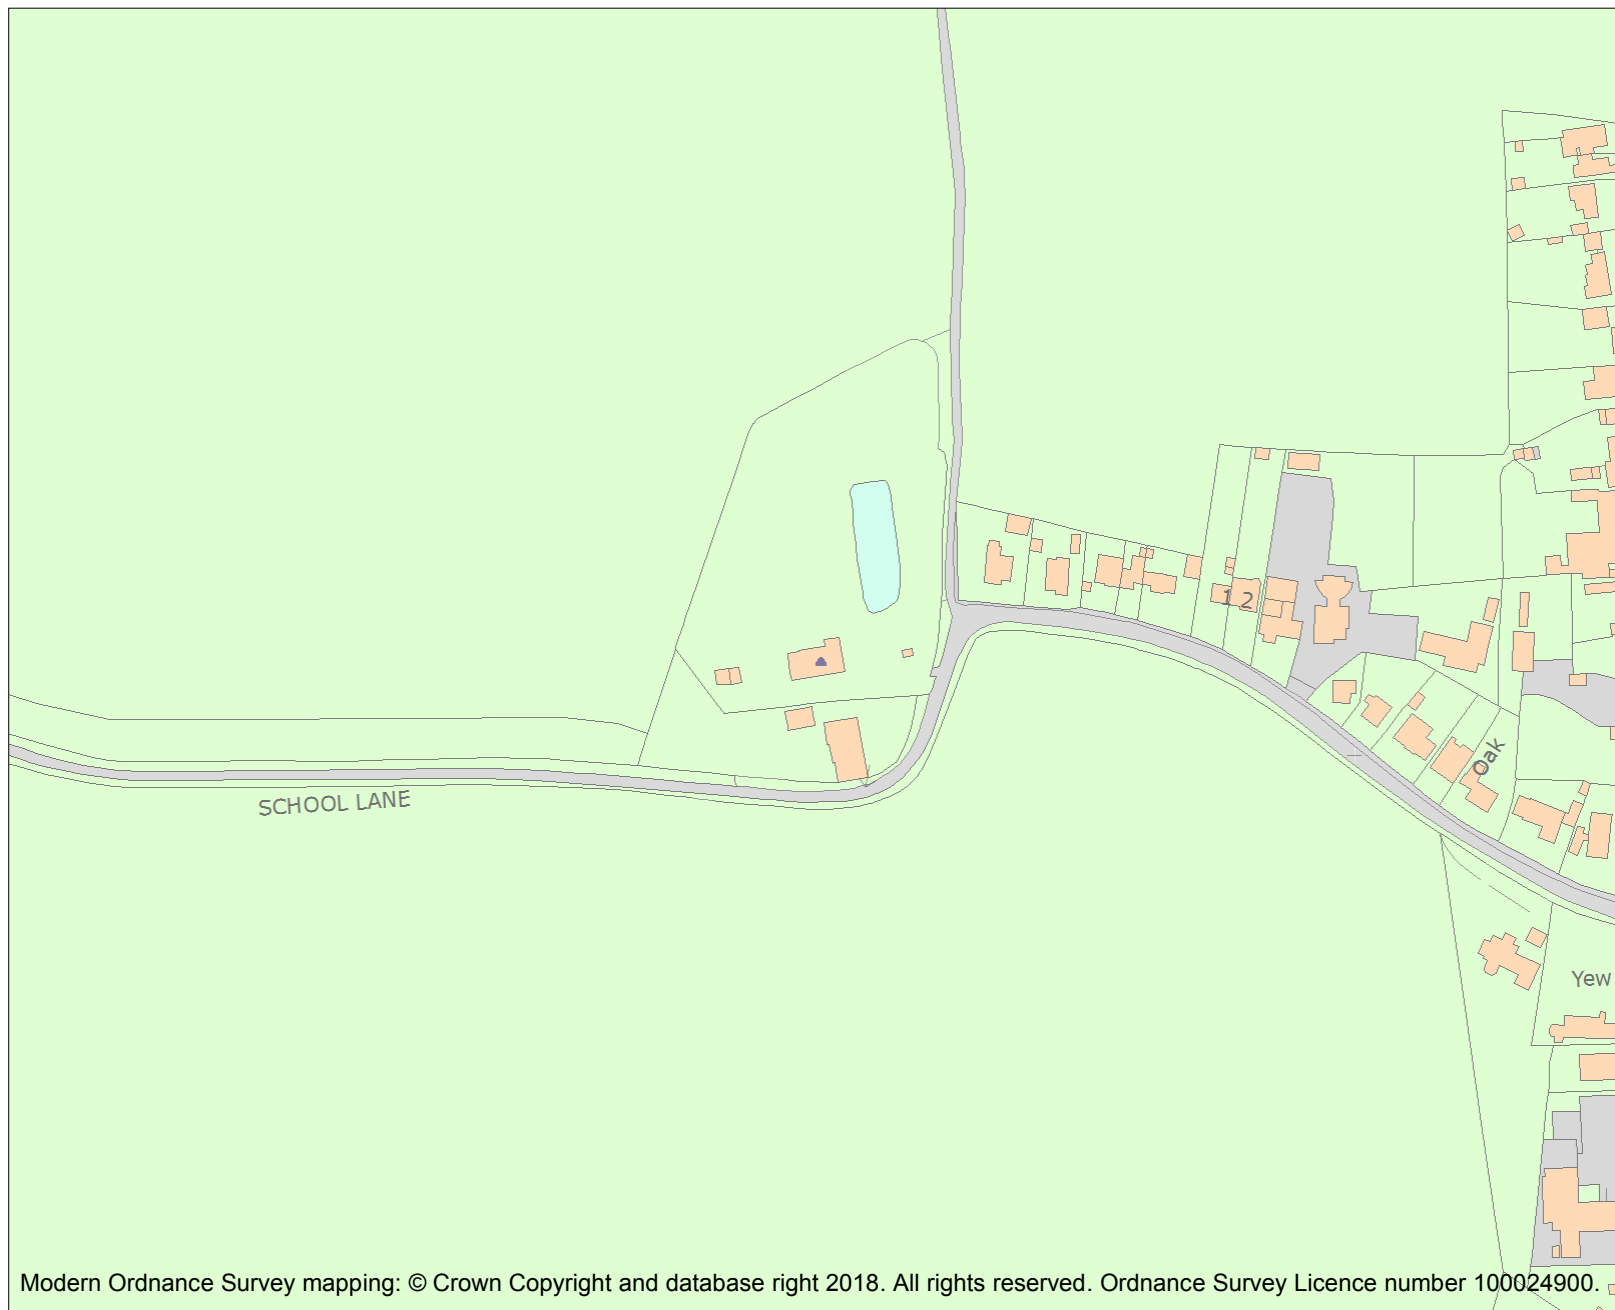 1 2
Oak
SCHOOL LANE
Yew
Modern Ordnance Survey mapping: © Crown Copyright and database right 2018. All rights reserved. Ordnance Survey Licence number 100024900.